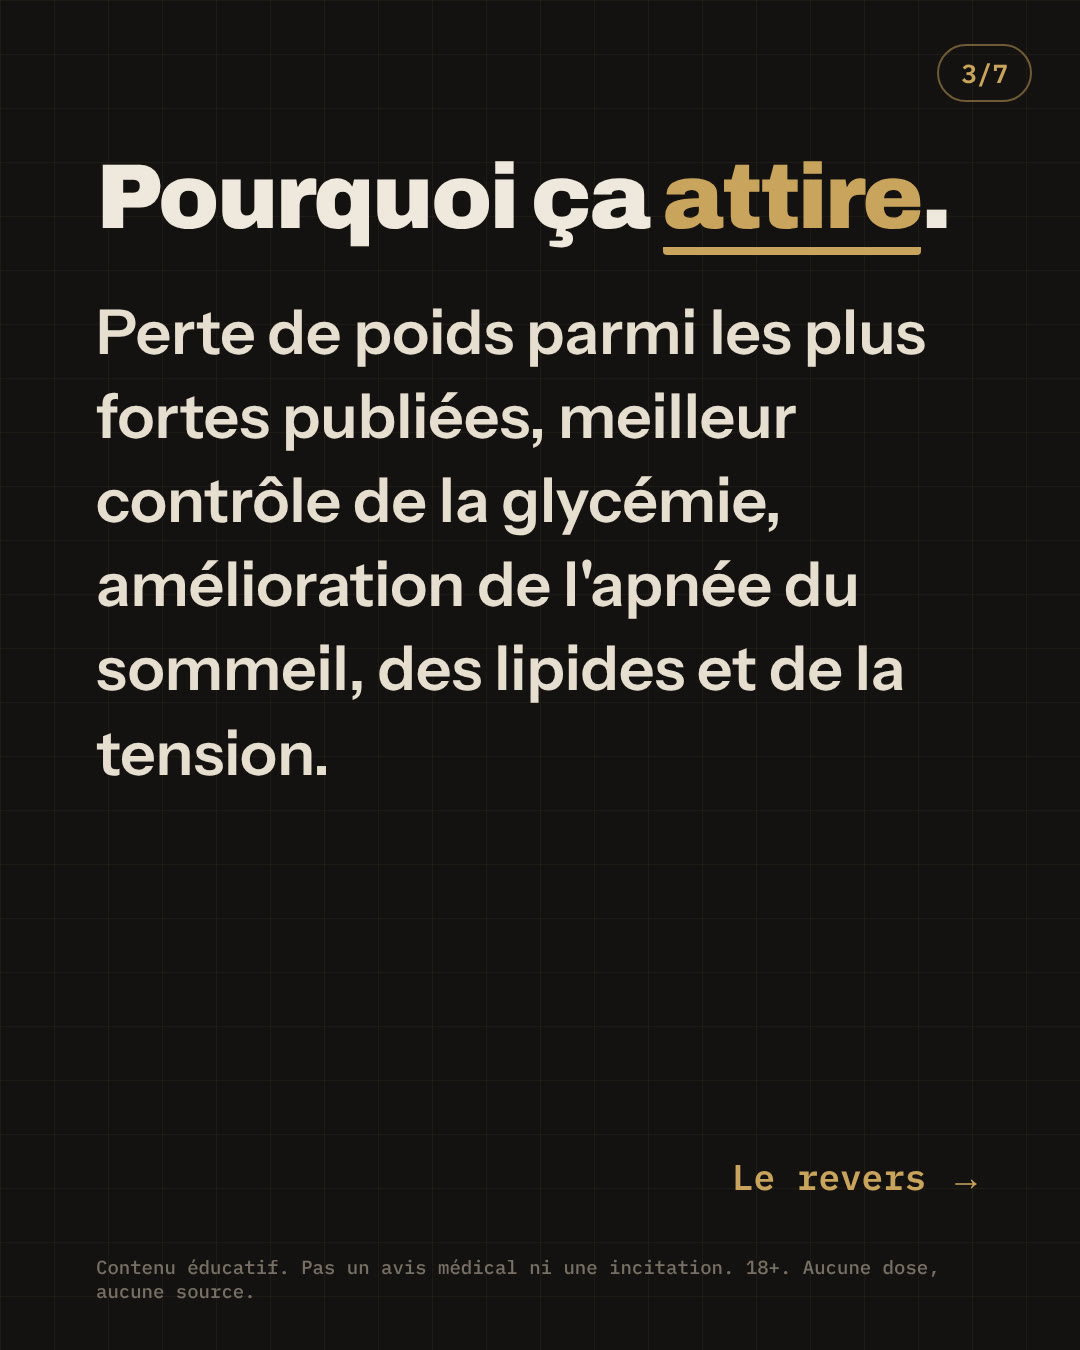 3/7
Pourquoi ça attire.
Perte de poids parmi les plus
fortes publiées, meilleur
contrôle de la glycémie,
amélioration de l'apnée du
sommeil, des lipides et de la
tension.
Le revers →
Contenu éducatif. Pas un avis médical ni une incitation. 18+. Aucune dose,
aucune source.